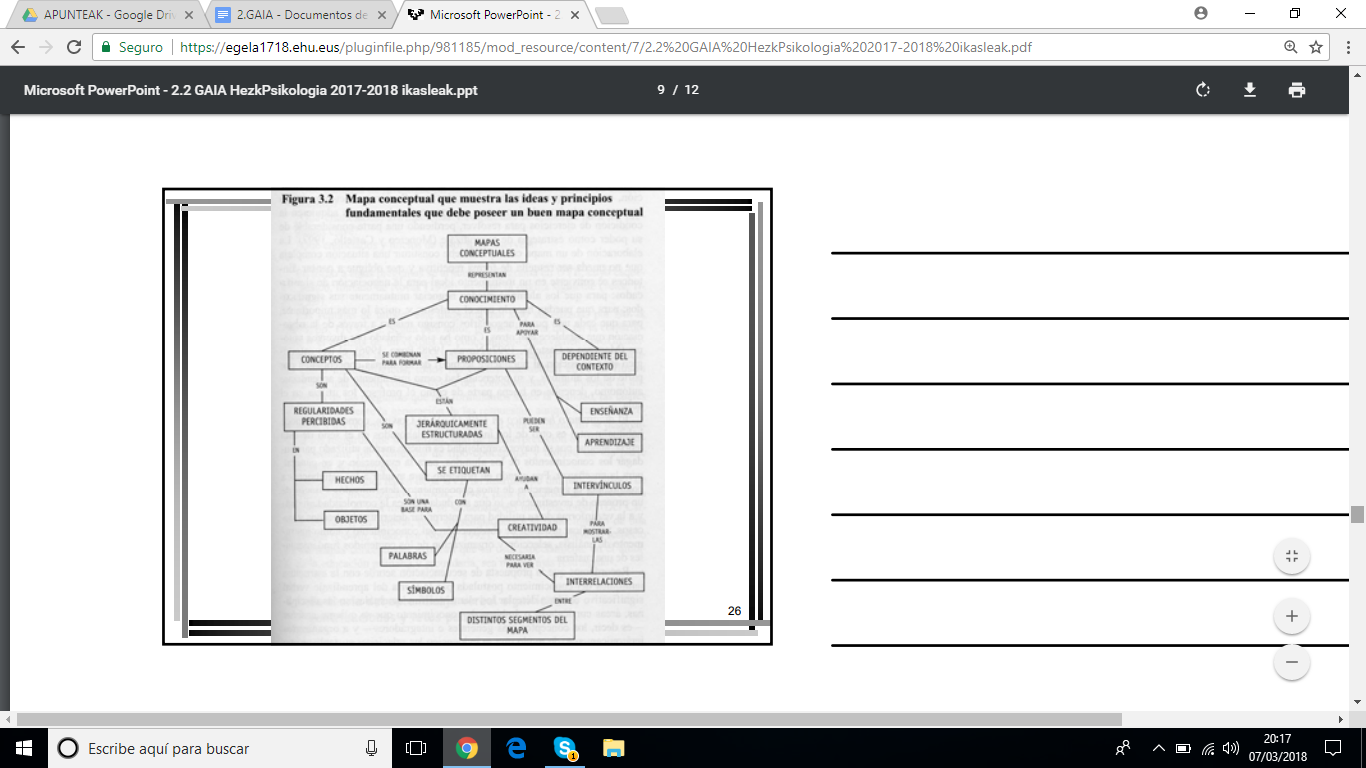 APUNTEAK - Google Driv
2.GAIA - Documentos de
Microsoft PowerPoint - 2
Seguro
https://egela1718.ehu.eus/pluginfile.php/981185/mod_resource/content/7/2.2%20GAIA%20HezkPsikologia%202017-2018%20ikasleak.pdf
Microsoft PowerPoint - 2.2 GAIA HezkPsikologia 2017-2018 ikasleak.ppt
9 / 12
Figura 3.2 Mapa conceptual que muestra las ideas y principios
fundamentales que debe poseer un buen mapa conceptual
MAPAS
CONCEPTUALES
REPRESENTAN
CONOCIMIENTO
ES
ES
PARA
APOYAR
ES
CONCEPTOS
SE COMBINAN
PARA FORMAR
PROPOSICIONES
DEPENDIENTE DEL
CONTEXTO
SON
ESTÁN
REGULARIDADES
PERCIBIDAS
SON
JERÁRQUICAMENTE
ESTRUCTURADAS
PUEDEN
SER
ENSEÑANZA
APRENDIZAJE
EN
HECHOS
OBJETOS
SE ETIQUETAN
AYUDAN
A
INTERVÍNCULOS
SON UNA
BASE PARA
CON
CREATIVIDAD
PARA
MOSTRAR-
LAS
PALABRAS
SÍMBOLOS
NECESARIA
PARA VER
INTERRELACIONES
ENTRE
DISTINTOS SEGMENTOS DEL
MAPA
26
Escribe aquí para buscar
1
20:17
07/03/2018